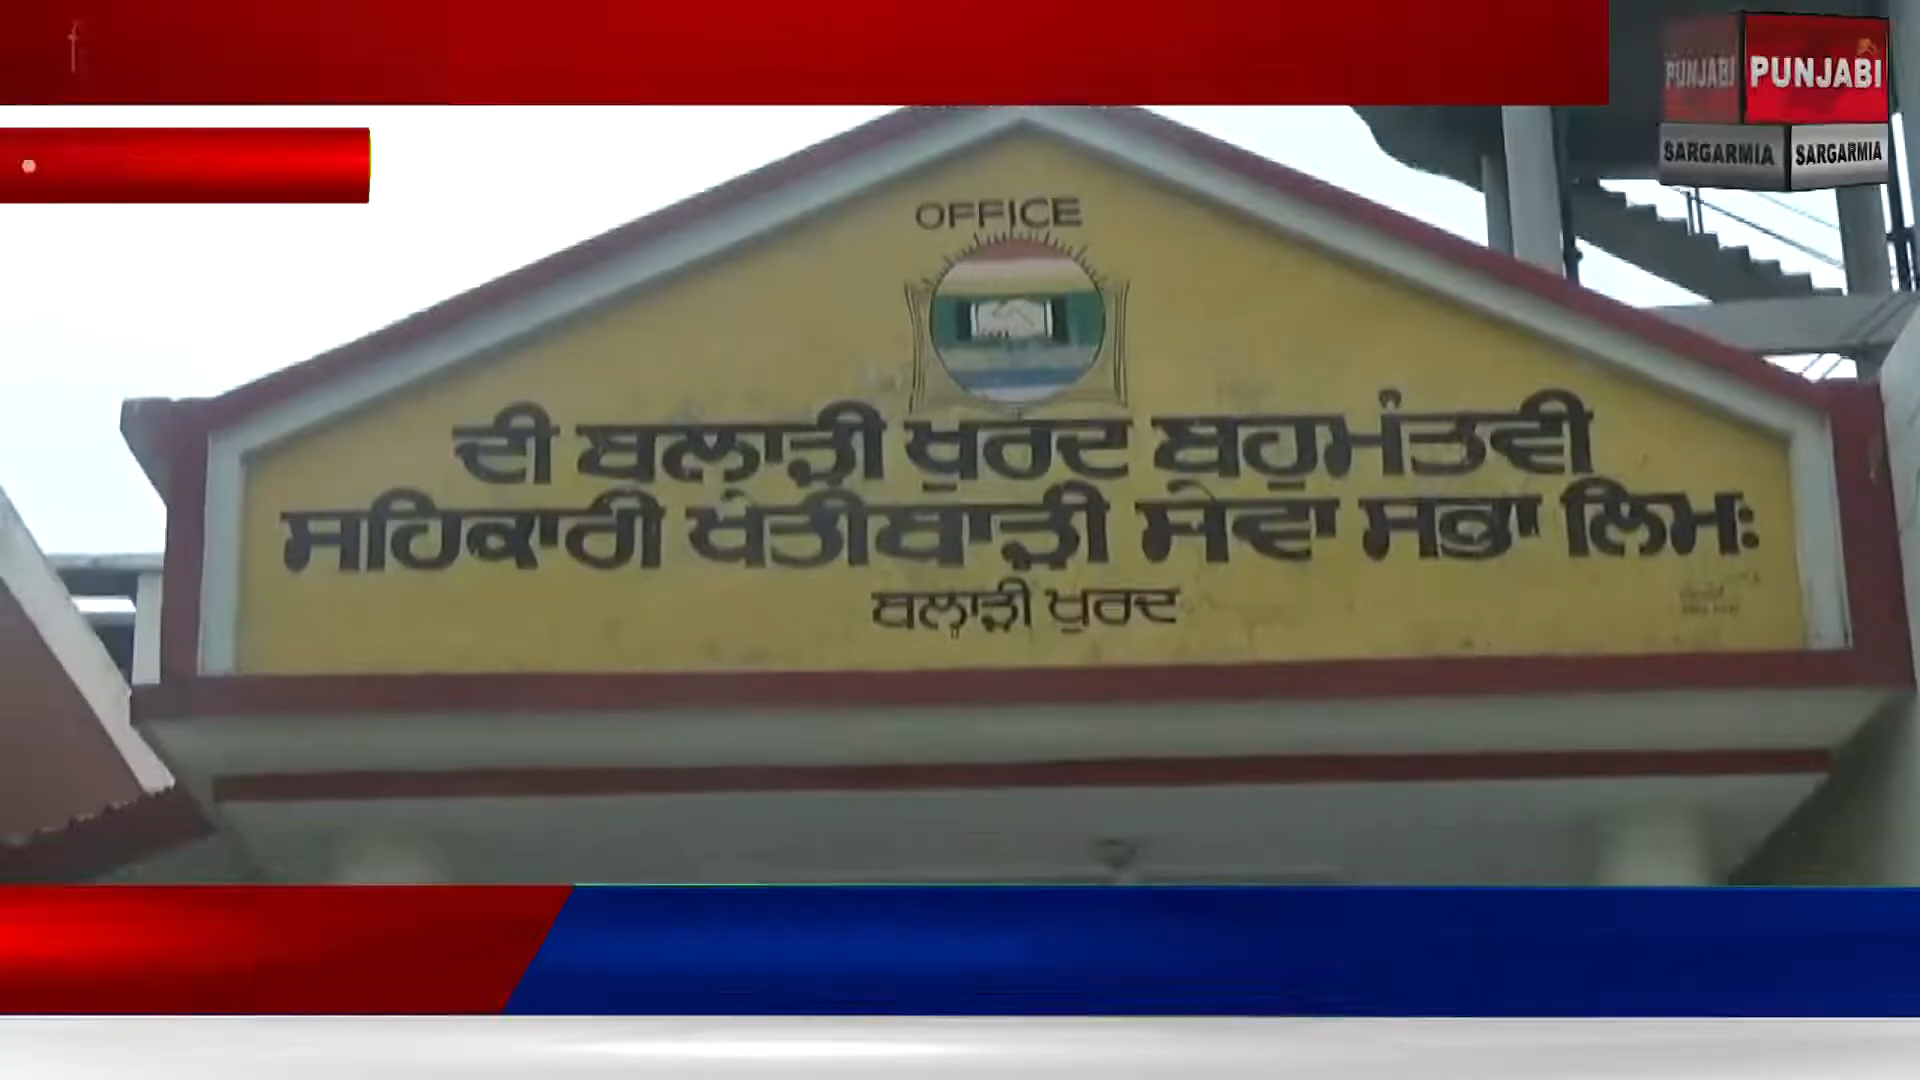 PUNJABI PUNJABI
SARGARMIA SARGARMIA
OFFICE
ਦੀ ਬਲਾੜੀ ਖੁਰਦ ਬਹੁਮੰਤਵੀ
ਸਹਿਕਾਰੀ ਖੇਤੀਬਾੜੀ ਸੇਵਾ ਸਭਾ ਲਿਮਃ
ਬਲਾੜੀ ਖੁਰਦ